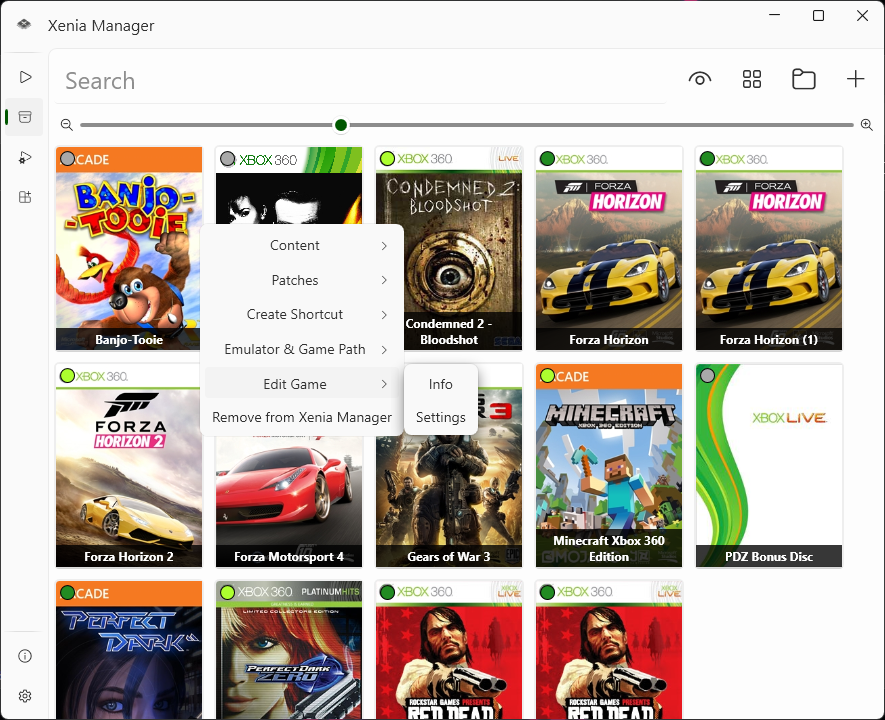 Xenia Manager
Search
CADE
BANJO-
TOOIE
Banjo-Tooie
XBOX 360
XBOX 360
LIVE
CONDEMNED 2:
BLOODSHOT
Condemned 2 -
Bloodshot
SEGA
XBOX 360
FORZA
HORIZON
Forza Horizon
XBOX 360
FORZA
HORIZON
Forza Horizon (1)
Content
Patches
Create Shortcut
Emulator & Game Path
Edit Game
Remove from Xenia Manager
Info
Settings
XBOX 360
FORZA
HORIZON 2
Forza Horizon 2
Forza Motorsport 4
3
Gears of War 3
CADE
MINECRAFT
XBOX 360 EDITION
Minecraft Xbox 360
Edition
MOJ
XBOX LIVE
PDZ Bonus Disc
CADE
PERFECT
DARK
XBOX 360
PLATINUM HITS
LIMITED COLLECTOR'S EDITION
PERFECT DARK
ZERO
XBOX 360
XBOX
LIVE
ROCKSTAR GAMES PRESENTS
RED DEAD
XBOX 360
XBOX
LIVE
ROCKSTAR GAMES PRESENTS
RED DEAD